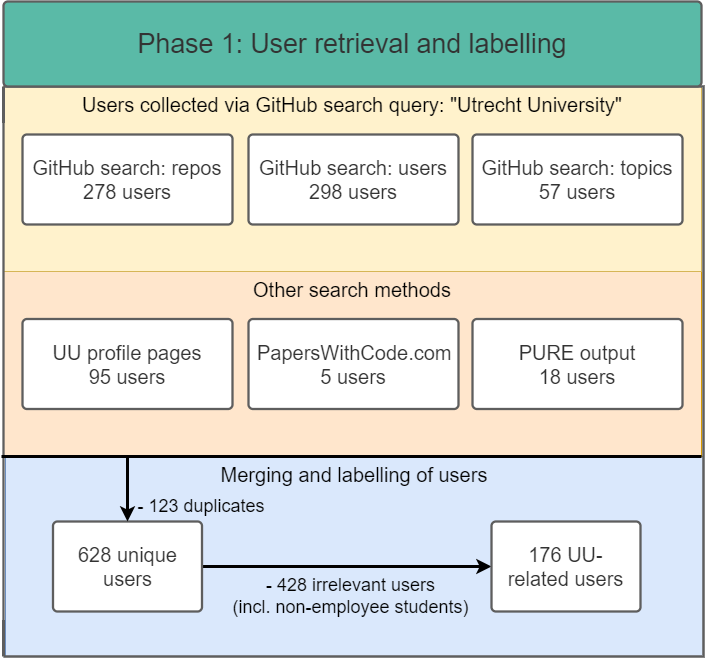 Phase 1: User retrieval and labelling
Users collected via GitHub search query: "Utrecht University"
GitHub search: repos
278 users
GitHub search: users
298 users
GitHub search: topics
57 users
Other search methods
UU profile pages
95 users
PapersWithCode.com
5 users
PURE output
18 users
Merging and labelling of users
- 123 duplicates
628 unique
users
- 428 irrelevant users
(incl. non-employee students)
176 UU-
related users